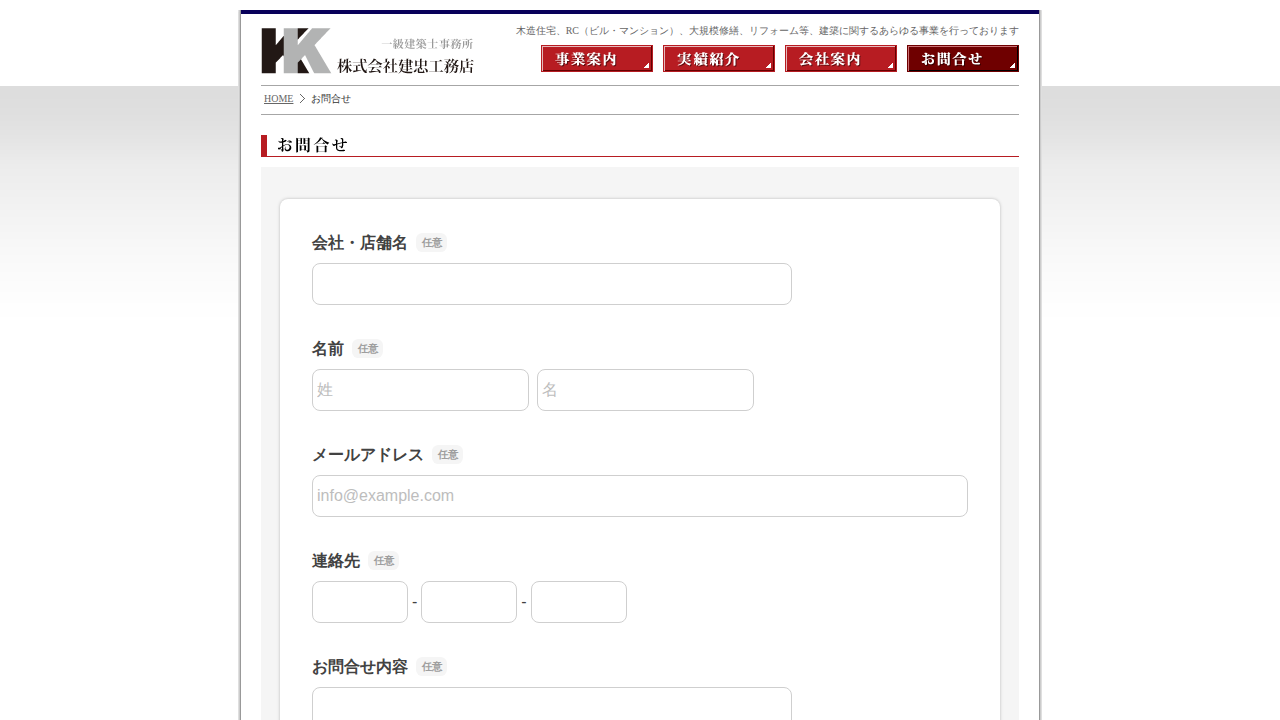 木造住宅、RC（ビル・マンション）、大規模修繕、リフォーム等、建築に関するあらゆる事業を行っております
一級建築士事務所
株式会社建忠工務店
事業案内 実績紹介 会社案内 お問合せ
HOME お問合せ
お問合せ
会社・店舗名 任意
名前 任意
姓 名
メールアドレス 任意
info@example.com
連絡先 任意
- -
お問合せ内容 任意